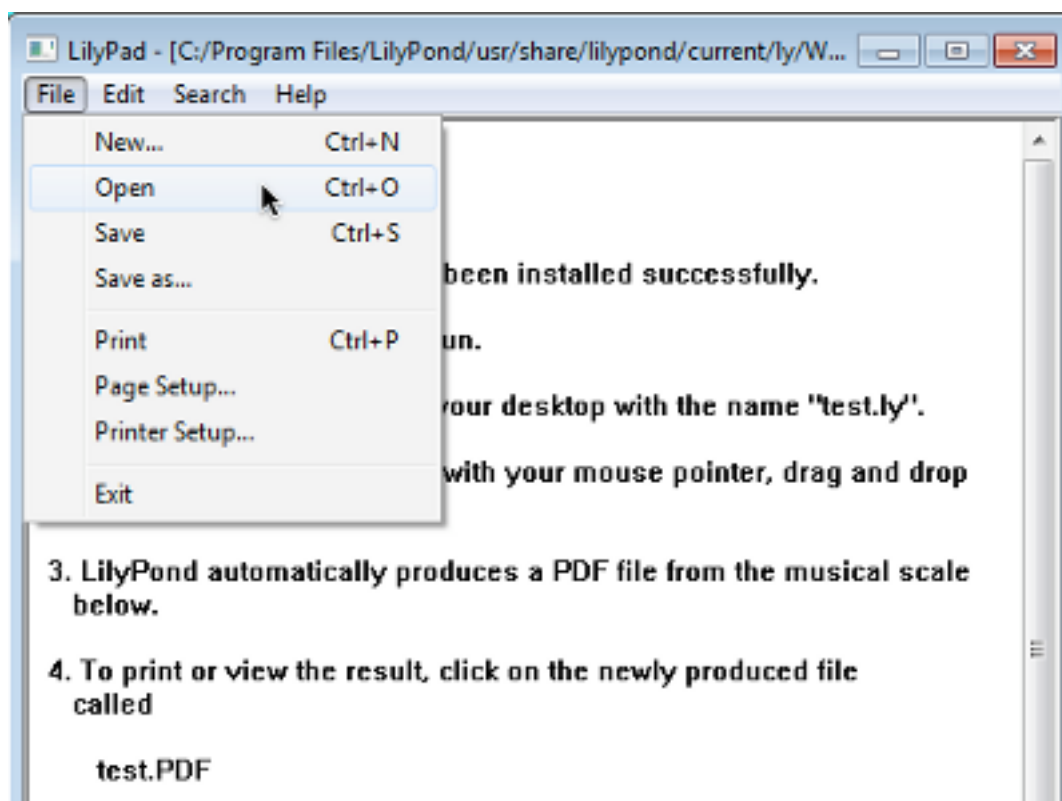 LilyPad - [C:/Program Files/LilyPond/usr/share/lilypond/current/ly/W...
File Edit Search Help
New... Ctrl+N
Open Ctrl+O
Save Ctrl+S
Save as...
been installed successfully.
Print Ctrl+P
un.
Page Setup...
your desktop with the name "test.ly".
Printer Setup...
with your mouse pointer, drag and drop
Exit
3. LilyPond automatically produces a PDF file from the musical scale
below.
4. To print or view the result, click on the newly produced file
called
test.PDF